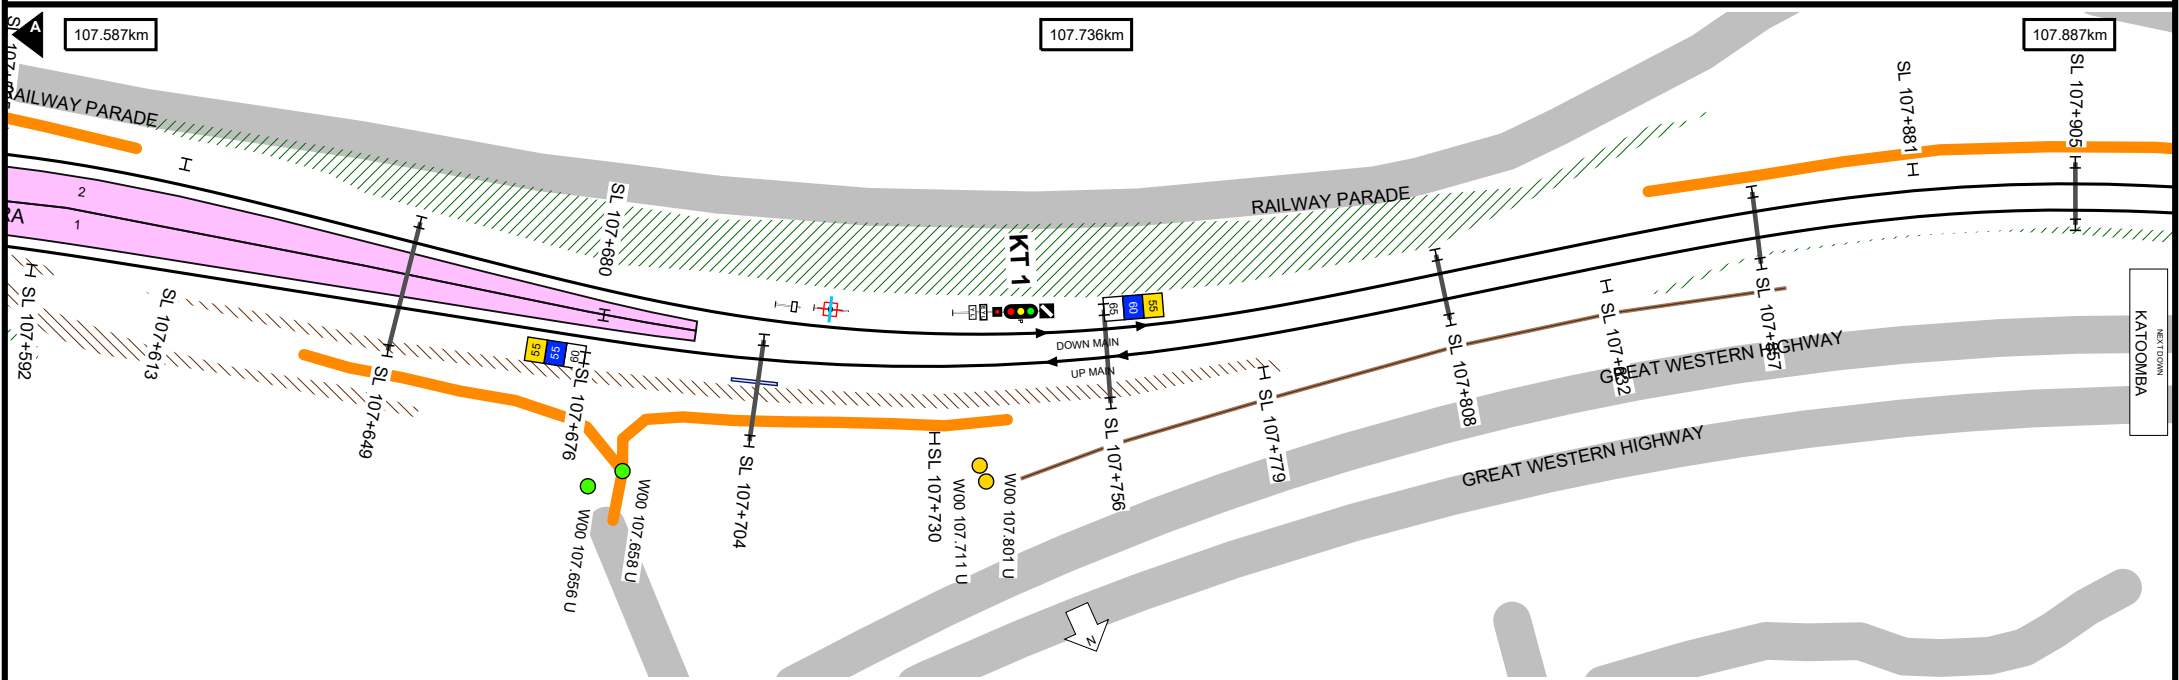 A
107.587km
107.736km
107.887km
RAILWAY PARADE
2
1
RA
SL 107+592
SL 107+613
SL 107+649
55
55
60
SL 107+676
SL 107+680
W00 107.656 U
W00 107.658 U
SL 107+704
SL 107+730
W00 107.711 U
W00 107.801 U
KT 1
65
60
55
DOWN MAIN
UP MAIN
SL 107+756
SL 107+779
RAILWAY PARADE
SL 107+808
SL 107+832
SL 107+857
GREAT WESTERN HIGHWAY
GREAT WESTERN HIGHWAY
SL 107+881
SL 107+905
NEXT DOWN
KATOOMBA
N